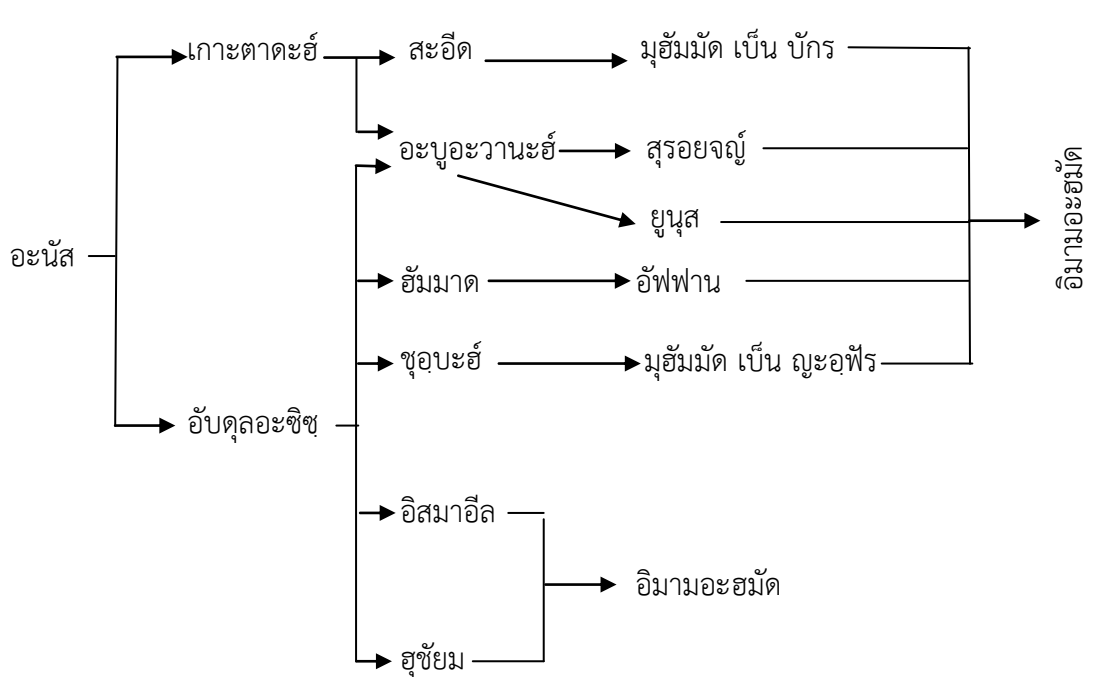 เกาะตาดะฮ์ สะอีด มุฮัมมัด เบ็น บักร
อะบูอะวานะฮ์ สุรอยจญ์
ยูนุส
อิมามอะฮมัด
อะนัส
ฮัมมาด อัฟฟาน
ชุอฺบะฮ์ มุฮัมมัด เบ็น ญะอฺฟัร
อับดุลอะซิซฺ
อิสมาอีล
อิมามอะฮมัด
ฮุชัยม